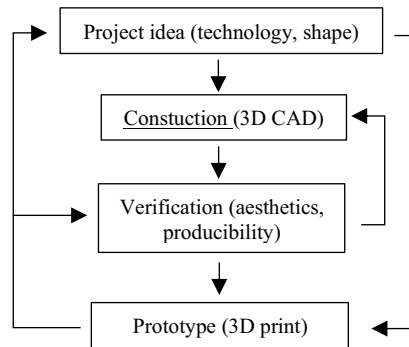 Project idea (technology, shape)
Constuction (3D CAD)
Verification (aesthetics,
producibility)
Prototype (3D print)